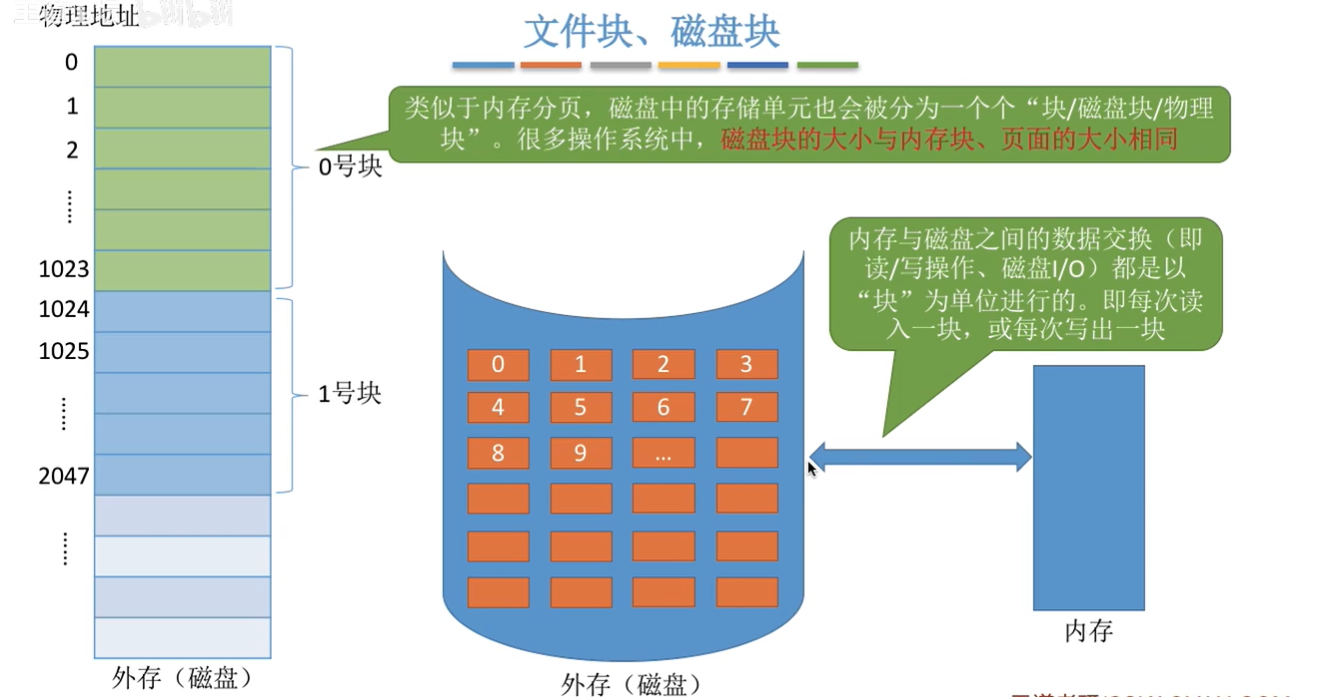 物理地址
文件块、磁盘块
0
1
2
……
1023
1024
1025
……
2047
……
0号块
1号块
外存（磁盘）
类似于内存分页，磁盘中的存储单元也会被分为一个个“块/磁盘块/物理
块”。很多操作系统中，磁盘块的大小与内存块、页面的大小相同
内存与磁盘之间的数据交换（即
读/写操作、磁盘I/O）都是以
“块”为单位进行的。即每次读
入一块，或每次写出一块
0 1 2 3
4 5 6 7
8 9 ...
外存（磁盘）
内存